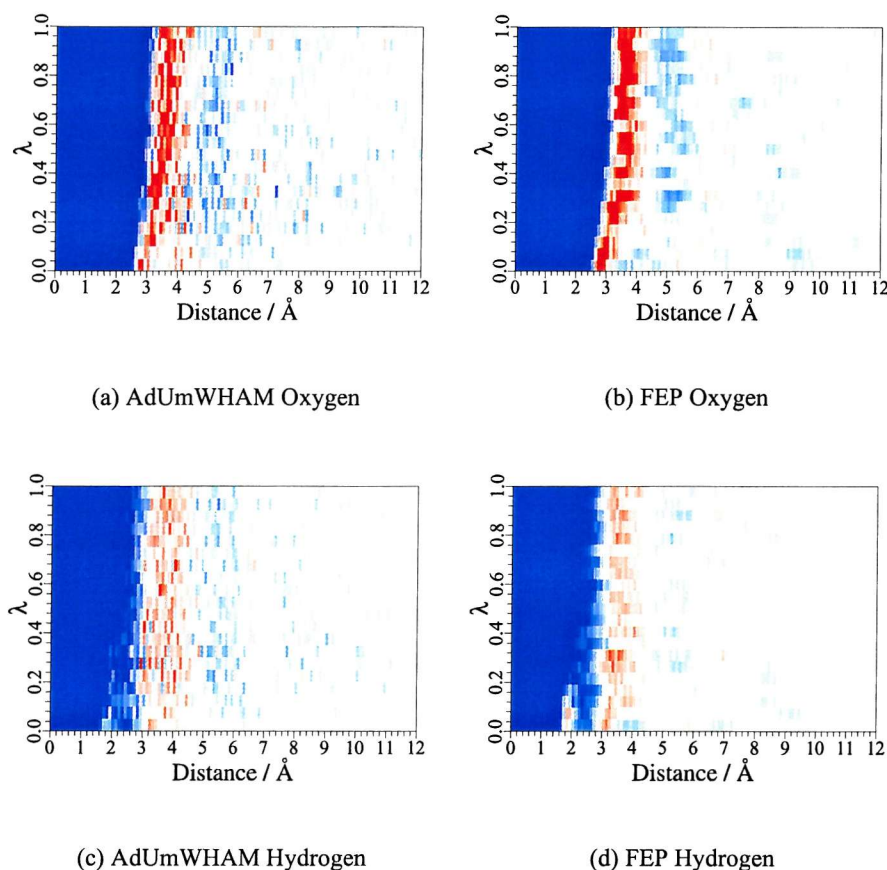 1.0
0.8
0.6
0.4
0.2
0.0
λ
0 1 2 3 4 5 6 7 8 9 10 11 12
Distance / Å
(a) AdUmWHAM Oxygen
1.0
0.8
0.6
0.4
0.2
0.0
λ
0 1 2 3 4 5 6 7 8 9 10 11 12
Distance / Å
(b) FEP Oxygen
1.0
0.8
0.6
0.4
0.2
0.0
λ
0 1 2 3 4 5 6 7 8 9 10 11 12
Distance / Å
(c) AdUmWHAM Hydrogen
1.0
0.8
0.6
0.4
0.2
0.0
λ
0 1 2 3 4 5 6 7 8 9 10 11 12
Distance / Å
(d) FEP Hydrogen